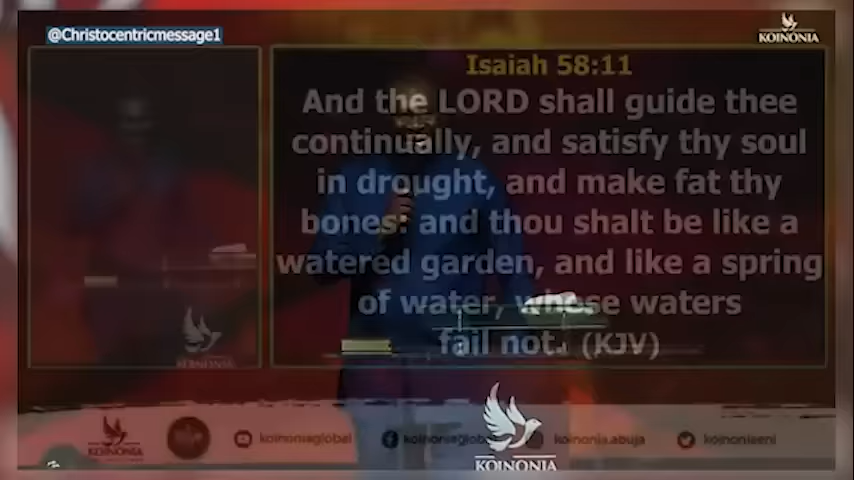 @Christocentricmessage1
KOINONIA
Isaiah 58:11
And the LORD shall guide thee
continually, and satisfy thy soul
in drought, and make fat thy
bones: and thou shalt be like a
watered garden, and like a spring
of water, whose waters
fail not. (KJV)
KOINONIA
KOINONIA
koinoniaglobal
koinoniaglobal
koinonia.abuja
koinoniaeni
KOINONIA